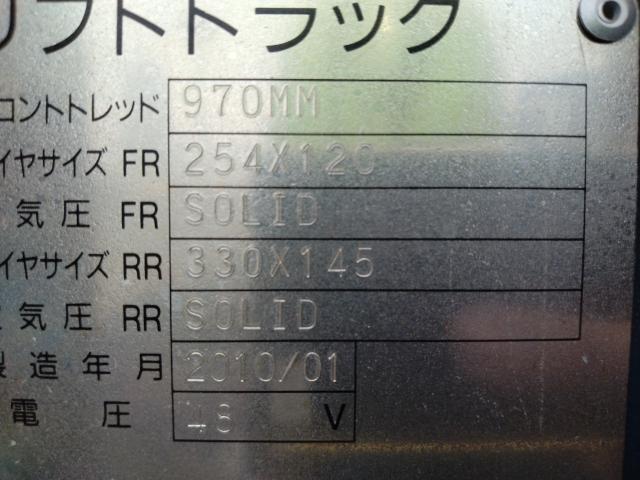 リフトトラック
コントトレッド 970MM
イヤサイズ FR 254X120
気圧 FR SOLID
イヤサイズ RR 330X145
気圧 RR SOLID
製造年月 2010/01
電圧 48 V